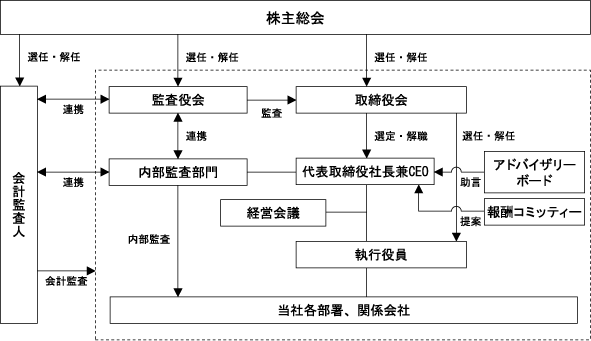 株主総会
選任・解任
選任・解任
選任・解任
監査役会
取締役会
連携
監査
連携
選定・解職
選任・解任
会計監査人
連携
内部監査部門
代表取締役社長兼CEO
助言
アドバイザリー
ボード
経営会議
提案
報酬コミッティー
内部監査
執行役員
会計監査
当社各部署、関係会社